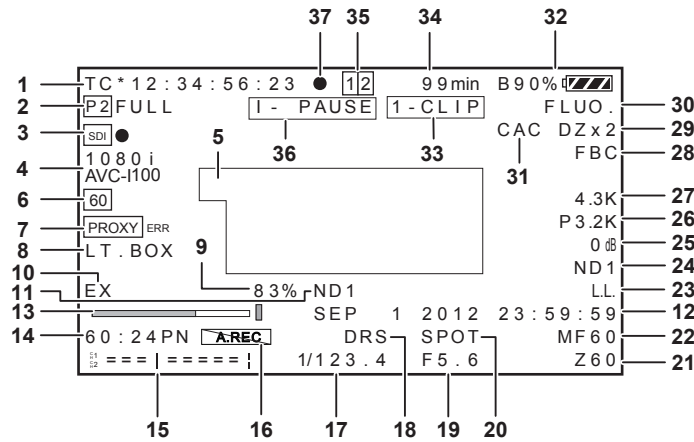 37 35 34 32
1 TC*12:34:56:23 ● 12 99min B90%
2 P2 FULL I- PAUSE 1-CLIP FLUO. 30
36 33
3 SDI ● CAC DZx2 29
5 31
4 1080i FBC 28
AVC-I100
6 60 4.3K 27
7 PROXY ERR P3.2K 26
8 LT.BOX 0dB 25
9
10 ND1 24
11 EX 83% ND1 L.L. 23
13 SEP 1 2012 23:59:59 12
14 60:24PN A.REC DRS SPOT MF60 22
S1
S2 ===|=====| 1/123.4 F5.6 Z60 21
15 16 17 18 19 20